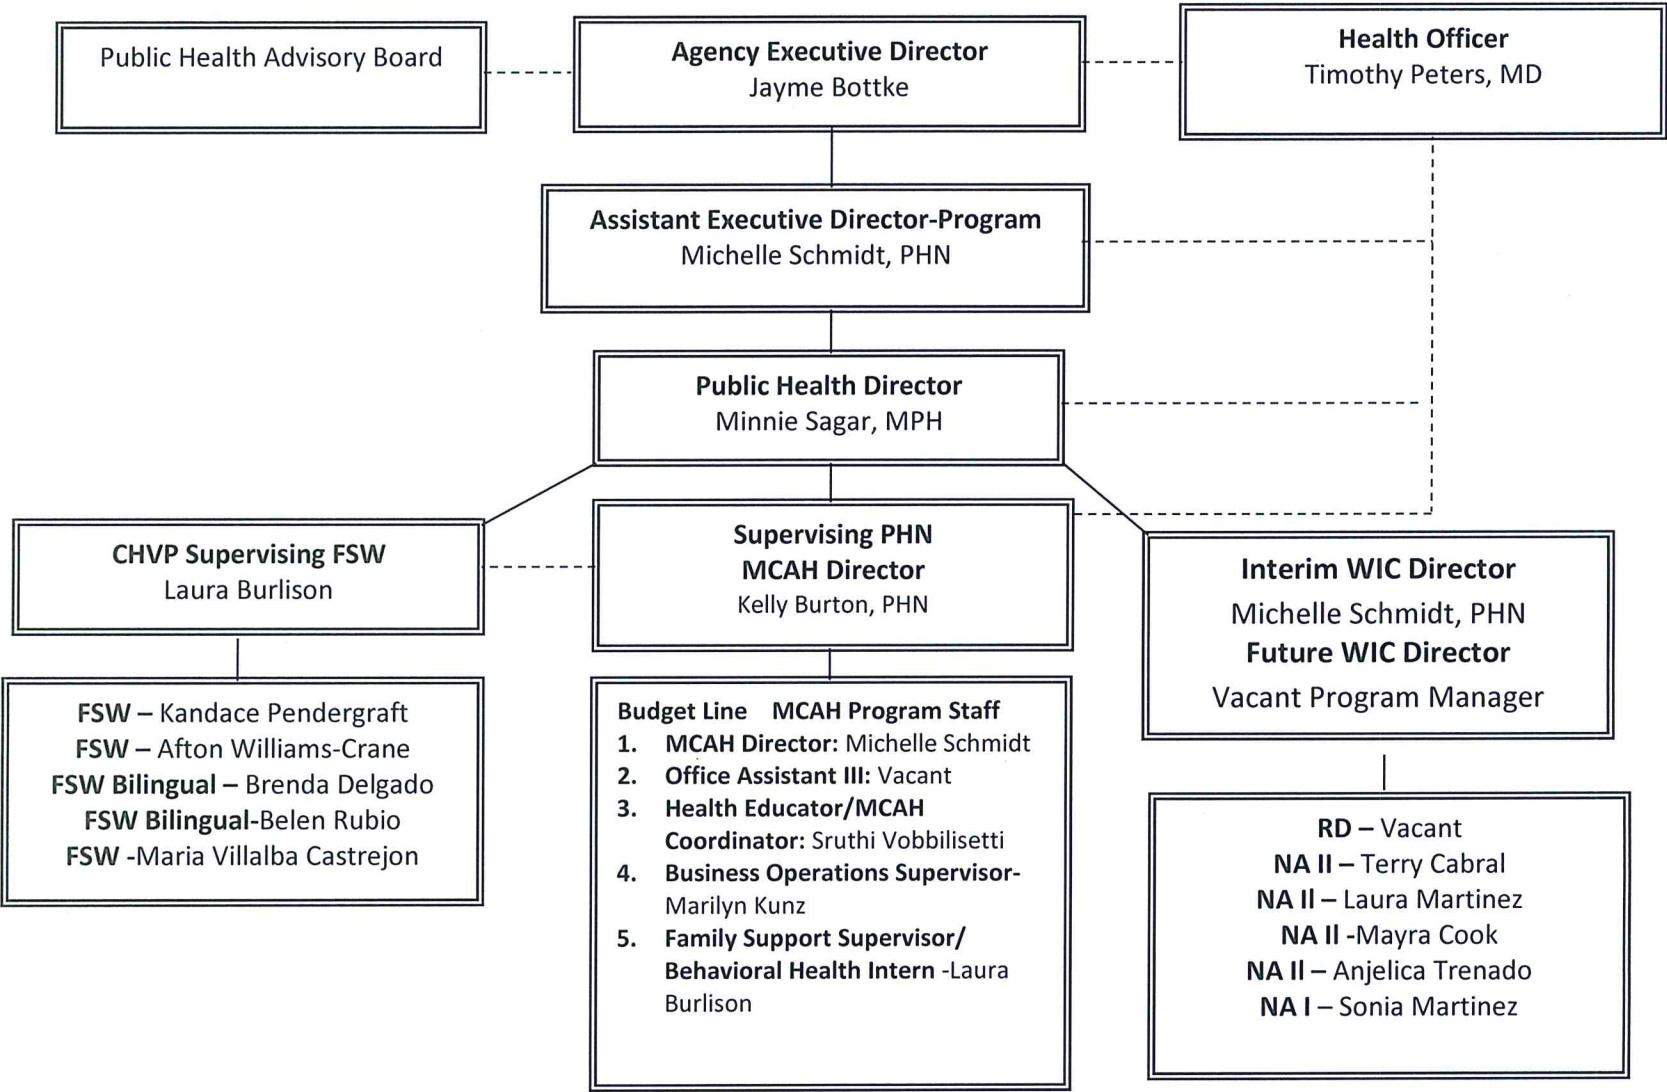 Public Health Advisory Board
Agency Executive Director
Jayme Bottke
Health Officer
Timothy Peters, MD
Assistant Executive Director-Program
Michelle Schmidt, PHN
Public Health Director
Minnie Sagar, MPH
CHVP Supervising FSW
Laura Burlison
Supervising PHN
MCAH Director
Kelly Burton, PHN
Interim WIC Director
Michelle Schmidt, PHN
Future WIC Director
Vacant Program Manager
FSW – Kandace Pendergraft
FSW – Afton Williams-Crane
FSW Bilingual – Brenda Delgado
FSW Bilingual-Belen Rubio
FSW -Maria Villalba Castrejon
Budget Line MCAH Program Staff
1. MCAH Director: Michelle Schmidt
2. Office Assistant III: Vacant
3. Health Educator/MCAH
Coordinator: Sruthi Vobbilisetti
4. Business Operations Supervisor-
Marilyn Kunz
5. Family Support Supervisor/
Behavioral Health Intern -Laura
Burlison
RD – Vacant
NA II – Terry Cabral
NA Il – Laura Martinez
NA Il -Mayra Cook
NA Il – Anjelica Trenado
NA I – Sonia Martinez